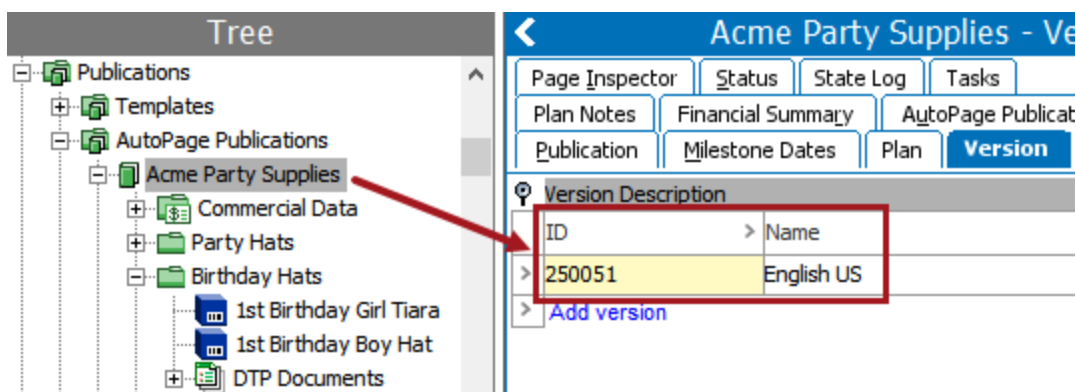 Tree
Publications
Templates
AutoPage Publications
Acme Party Supplies
Commercial Data
Party Hats
Birthday Hats
1st Birthday Girl Tiara
1st Birthday Boy Hat
DTP Documents
Acme Party Supplies - Ve
Page Inspector Status State Log Tasks
Plan Notes Financial Summary AutoPage Publicat
Publication Milestone Dates Plan Version
Version Description
ID > Name
> 250051 English US
> Add version